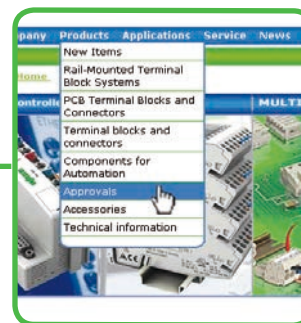 pany Products Applications Service News
New Items
Home
Rail-Mounted Terminal
Block Systems
ontrolle
PCB Terminal Blocks and
Connectors
MULTI
Terminal blocks and
connectors
Components for
Automation
Approvals
Accessories
Technical information